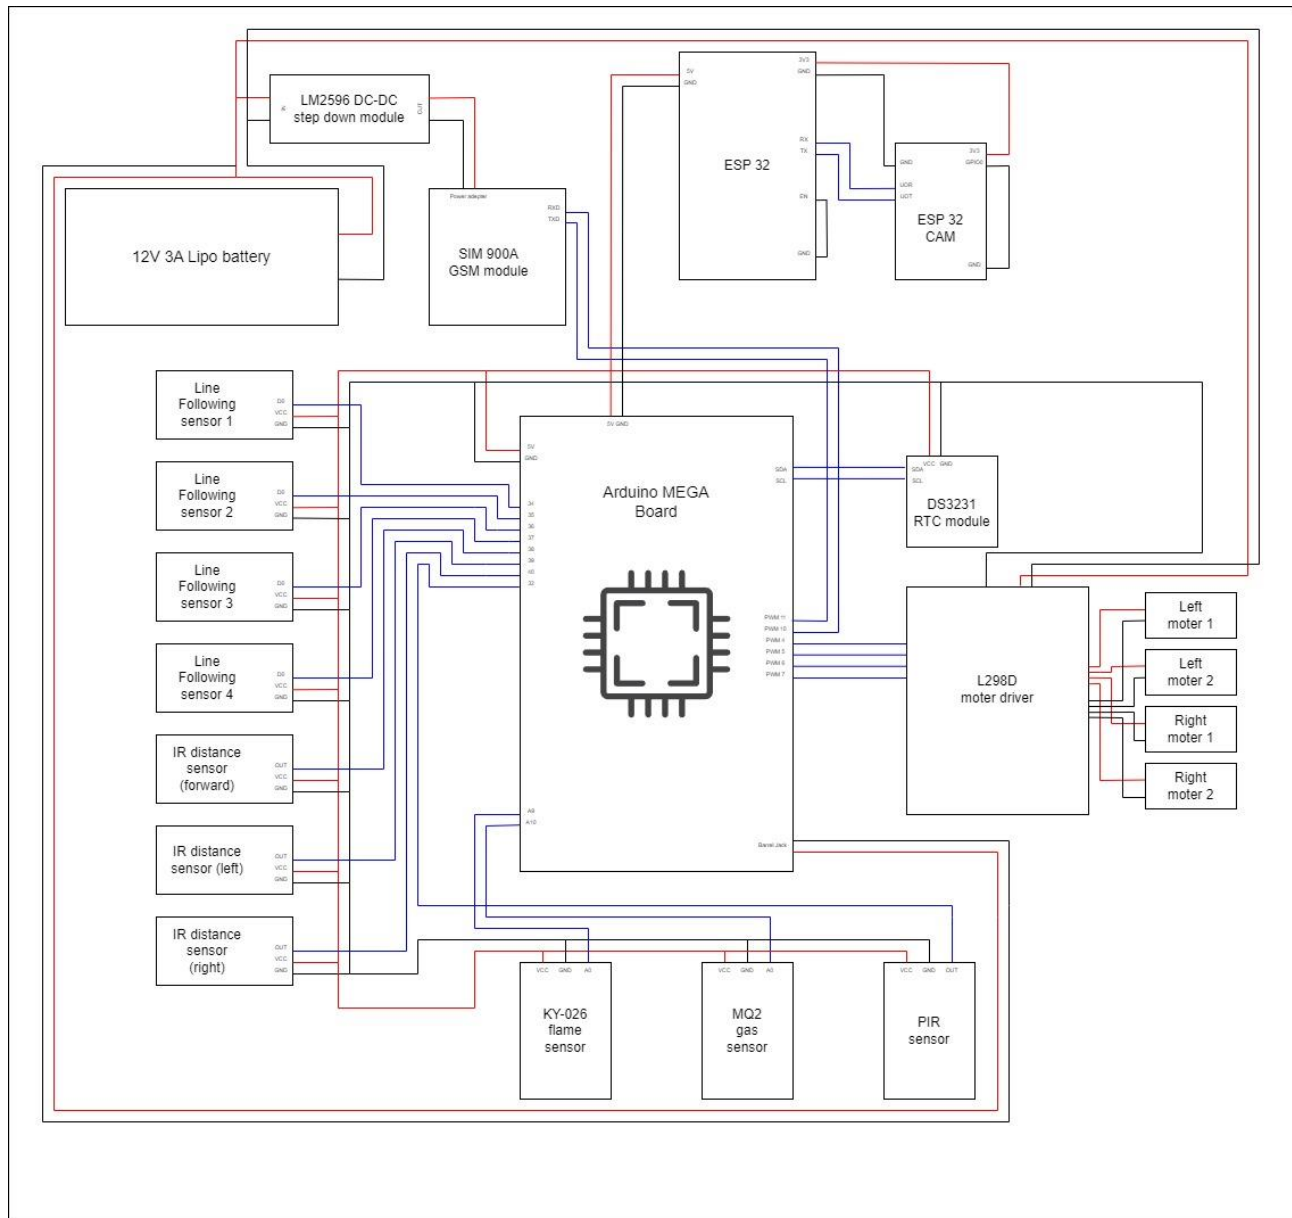 LM2596 DC-DC
step down module
IN
OUT
12V 3A Lipo battery
Power adepter
RXD
TXD
SIM 900A
GSM module
5V
GND
3V3
GND
RX
TX
EN
GND
ESP 32
GND
UOR
UOT
3V3
GPIO0
GND
ESP 32
CAM
Line
Following
sensor 1
D0
VCC
GND
Line
Following
sensor 2
D0
VCC
GND
Line
Following
sensor 3
D0
VCC
GND
Line
Following
sensor 4
D0
VCC
GND
IR distance
sensor
(forward)
OUT
VCC
GND
IR distance
sensor (left)
OUT
VCC
GND
IR distance
sensor
(right)
OUT
VCC
GND
5V GND
5V
GND
34
35
36
37
38
39
40
Arduino MEGA
Board
SDA
SCL
PWM 11
PWM 10
PWM 4
PWM 5
PWM 6
PWM 7
A10
Barrel Jack
VCC GND
SDA
SCL
DS3231
RTC module
L298D
moter driver
Left
moter 1
Left
moter 2
Right
moter 1
Right
moter 2
VCC GND A0
KY-026
flame
sensor
VCC GND A0
MQ2
gas
sensor
VCC GND OUT
PIR
sensor